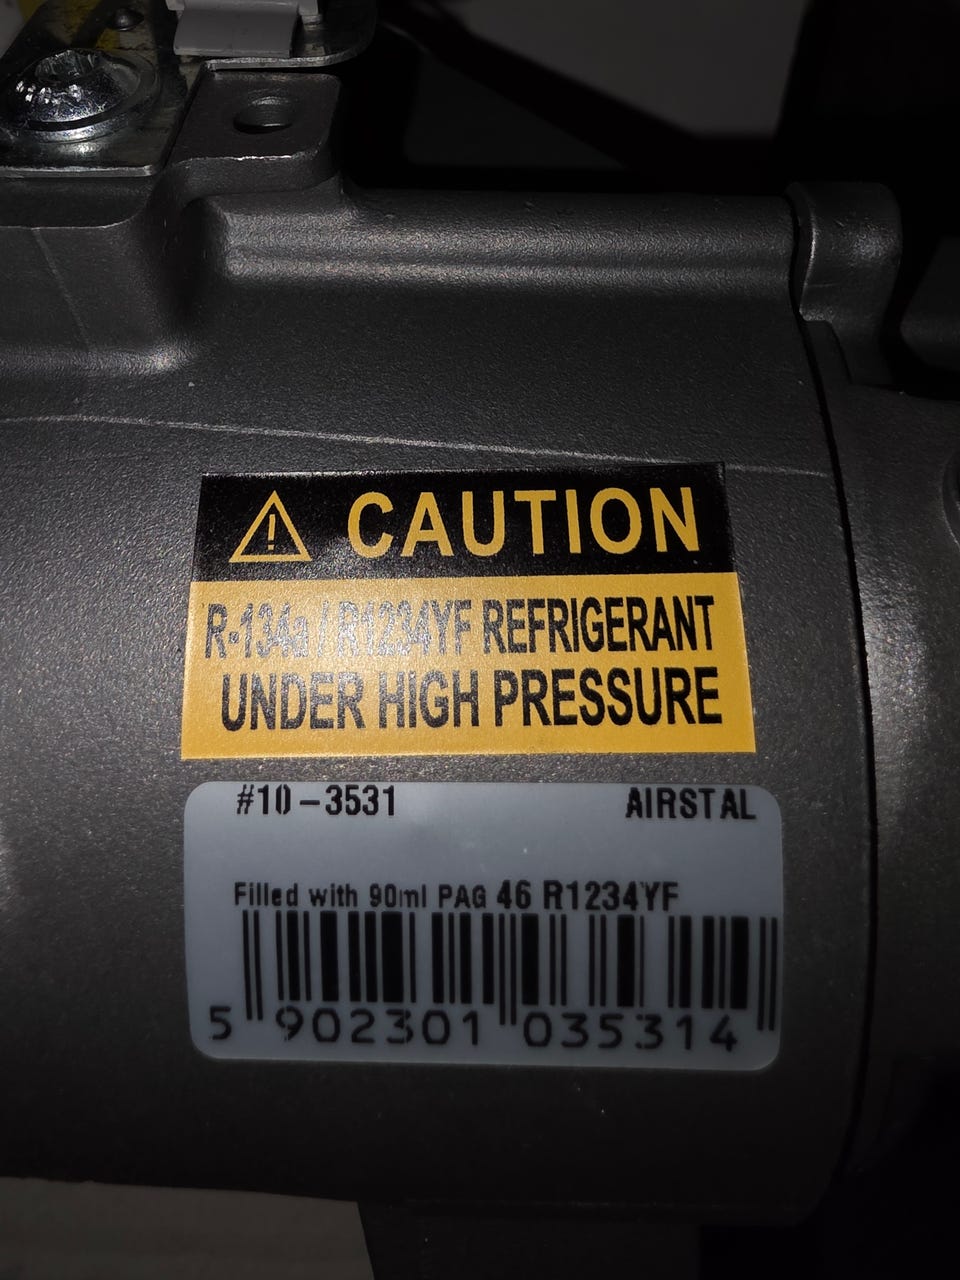 CAUTION
R-134a / R1234YF REFRIGERANT
UNDER HIGH PRESSURE
#10-3531 AIRSTAL
Filled with 90ml PAG 46 R1234YF
5 902301 035314